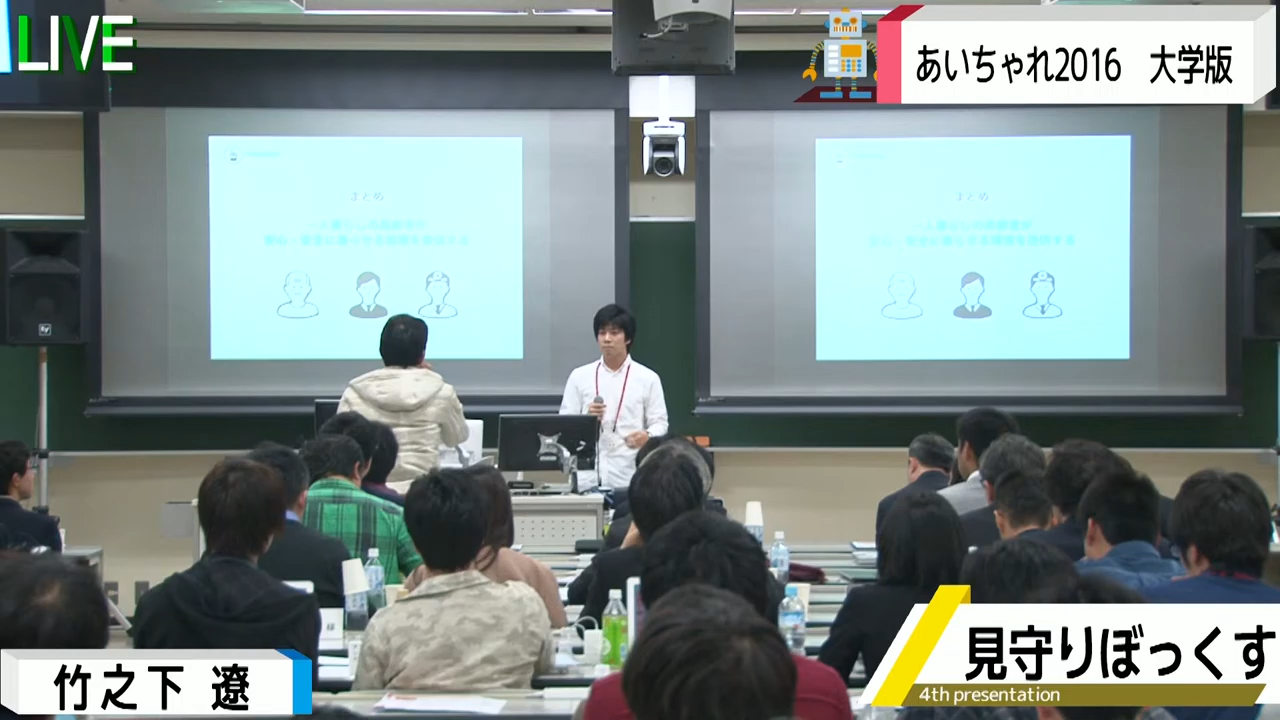 LIVE
あいちゃれ2016 大学版
まとめ
まとめ
見守りぼっくす
4th presentation
竹之下 遼